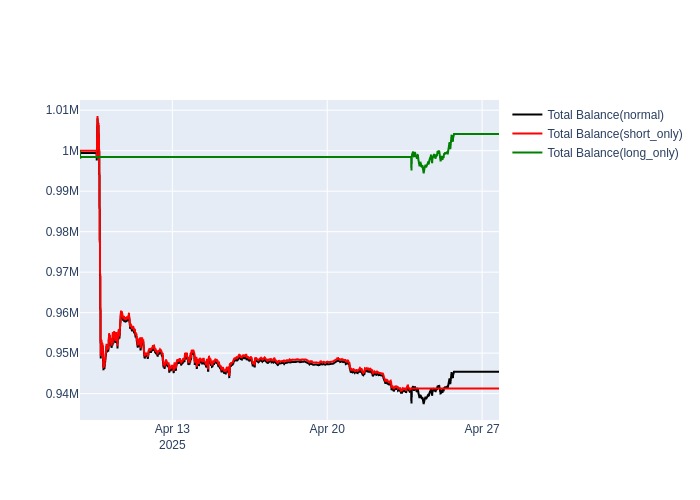 1.01M
1M
0.99M
0.98M
0.97M
0.96M
0.95M
0.94M
Apr 13
2025
Apr 20
Apr 27
Total Balance(normal)
Total Balance(short_only)
Total Balance(long_only)